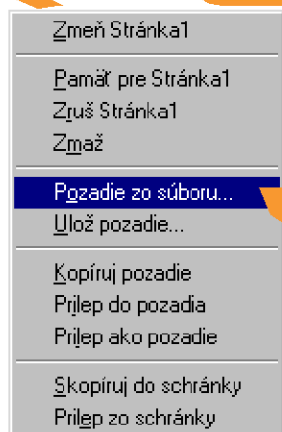 Zmeň Stránka1
Pamäť pre Stránka1
Zruš Stránka1
Zmaž
Pozadie zo súboru...
Ulož pozadie...
Kopíruj pozadie
Prilep do pozadia
Prilep ako pozadie
Skopíruj do schránky
Prilep zo schránky